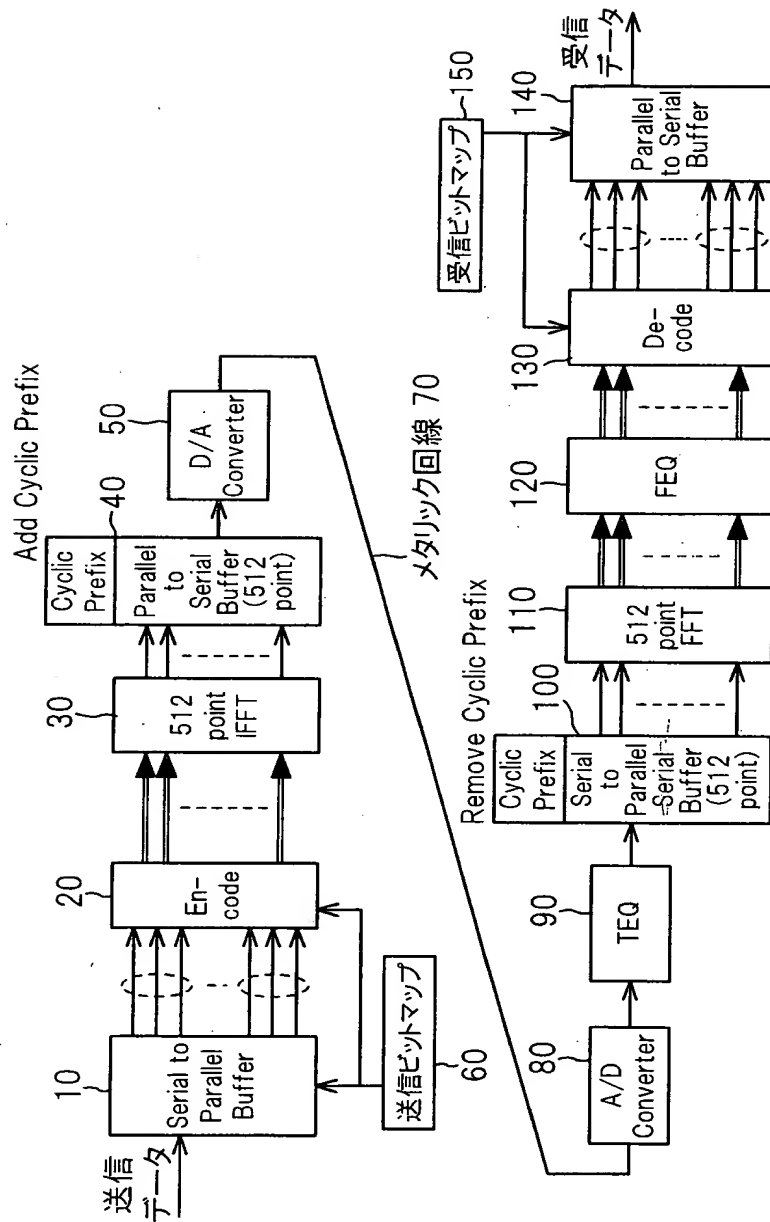 送信
データ
10
Serial to
Parallel
Buffer
20
En-
code
60
送信ビットマップ
30
512
point
IFFT
Add Cyclic Prefix
Cyclic
Prefix
40
Parallel
to
Serial
Buffer
(512
point)
50
D/A
Converter
メタリック回線 70
80
A/D
Converter
90
TEQ
Remove Cyclic Prefix
Cyclic
Prefix
100
Serial
to
Parallel
Serial
Buffer
(512
point)
110
512
point
FFT
120
FEQ
130
De-
code
140
Parallel
to Serial
Buffer
受信ビットマップ
150
受信
データ